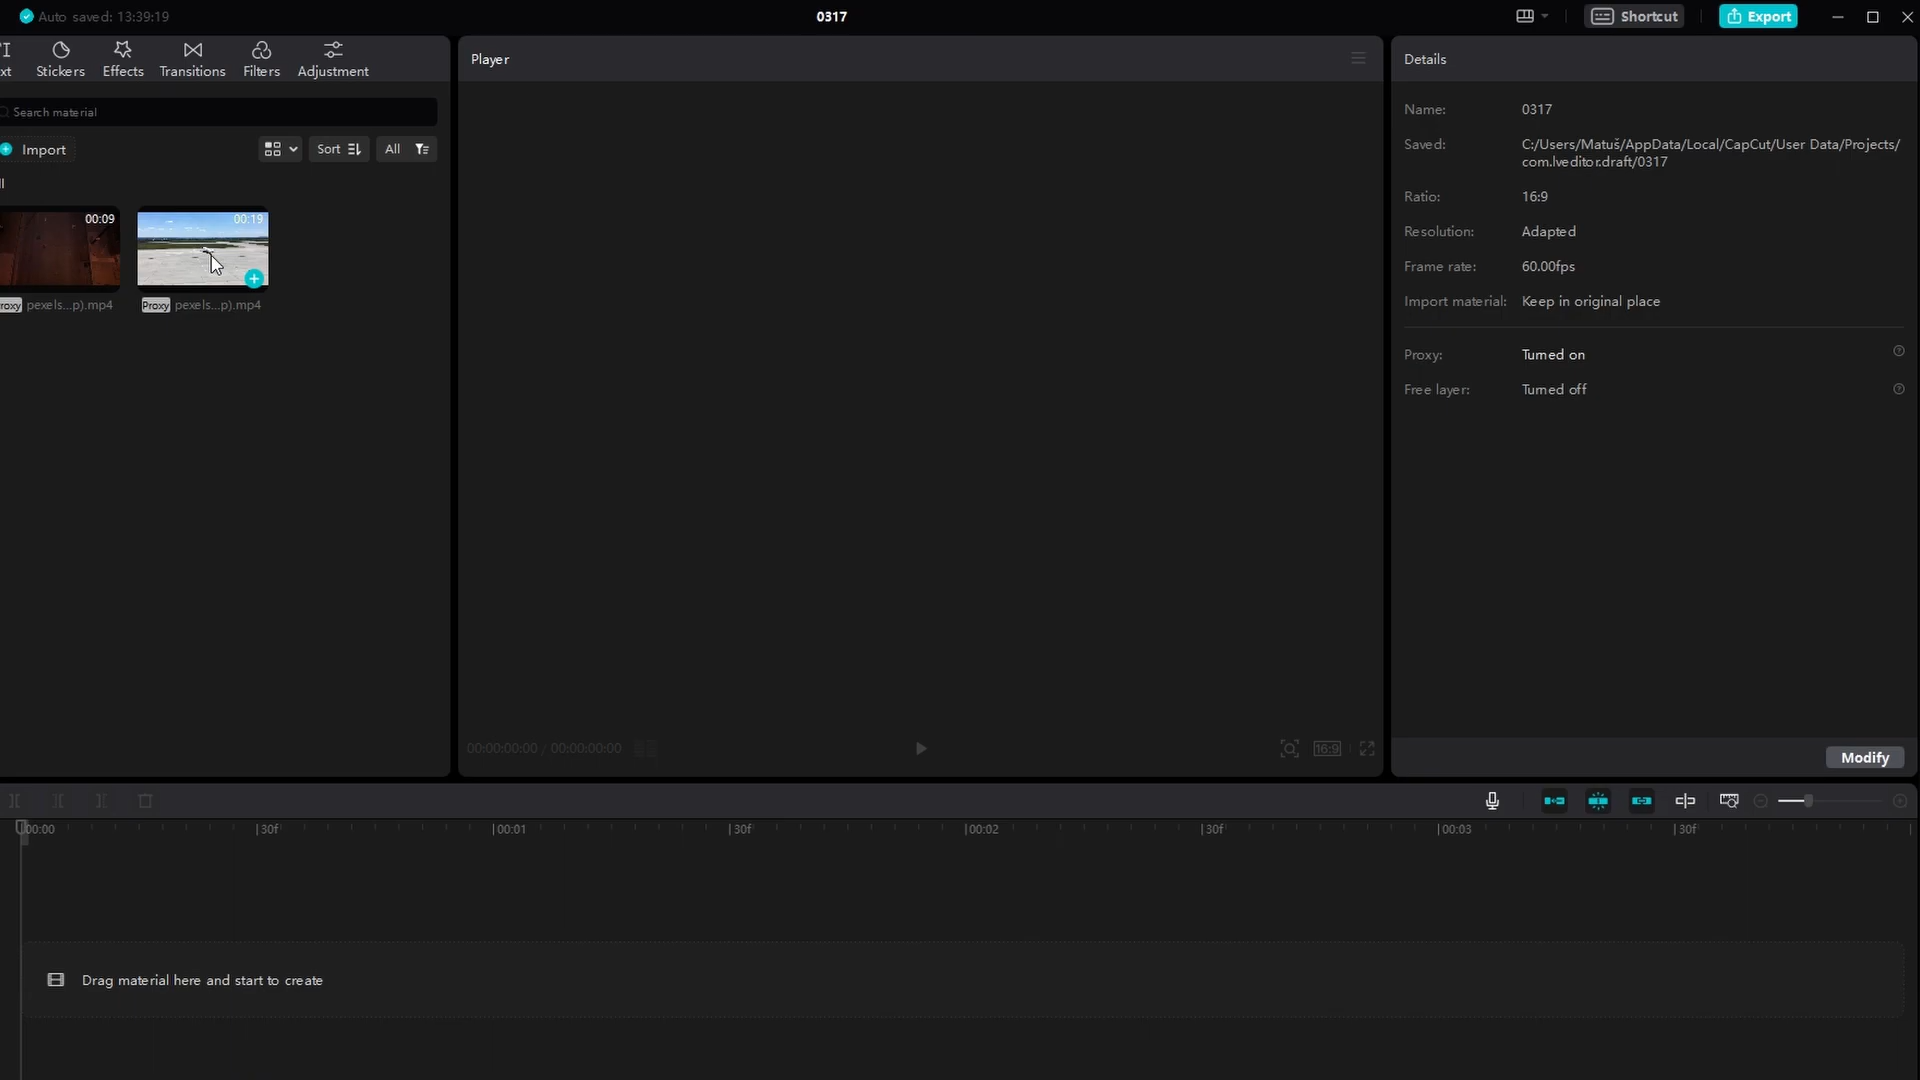 Auto saved: 13:39:19
0317
Shortcut
Export
xt
Stickers
Effects
Transitions
Filters
Adjustment
Search material
Import
Sort
All
ll
00:09
00:19
roxy pexels...p).mp4
Proxy pexels...p).mp4
Player
00:00:00:00 / 00:00:00:00
16:9
Details
Name: 0317
Saved: C:/Users/Matuš/AppData/Local/CapCut/User Data/Projects/
com.lveditor.draft/0317
Ratio: 16:9
Resolution: Adapted
Frame rate: 60.00fps
Import material: Keep in original place
Proxy: Turned on
Free layer: Turned off
Modify
00:00
30f
00:01
30f
00:02
30f
00:03
30f
Drag material here and start to create